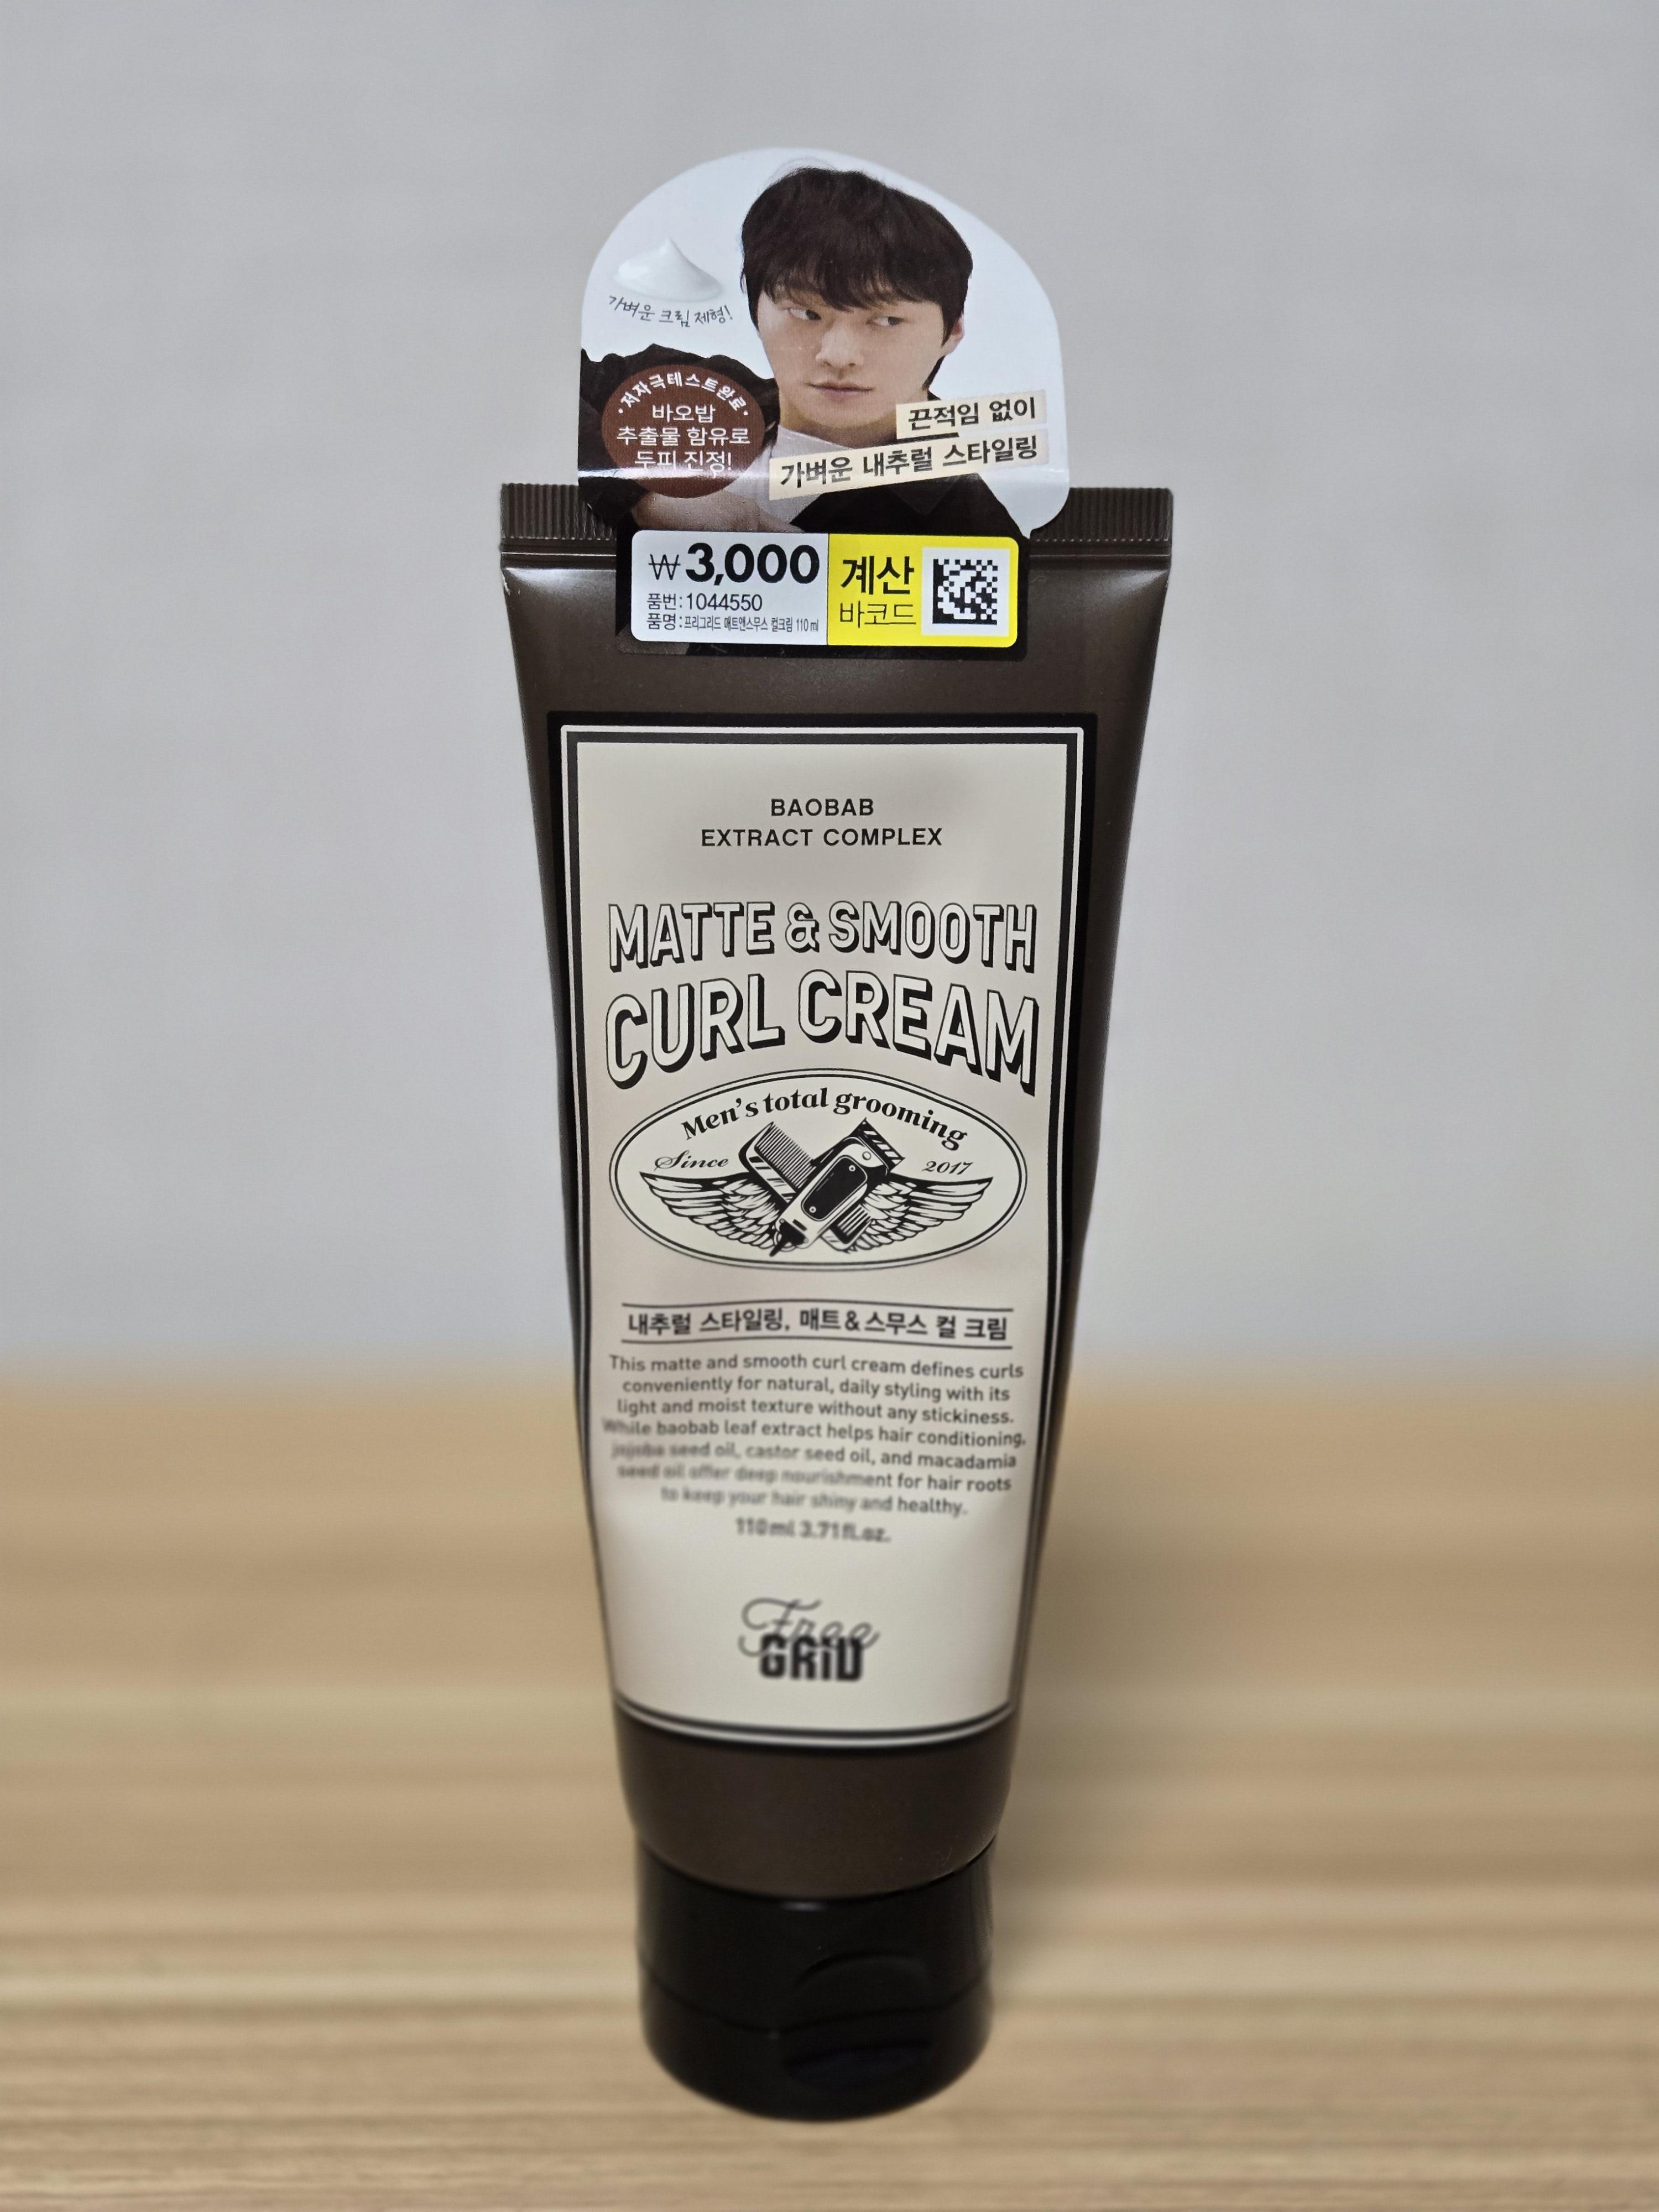 가벼운 크림 제형!
·저자극테스트완료·
바오밥
추출물 함유로
두피 진정!
끈적임 없이
가벼운 내추럴 스타일링
₩3,000
품번:1044550
품명:프리그리드 매트앤스무스 컬크림 110 ml
계산
바코드
BAOBAB
EXTRACT COMPLEX
MATTE & SMOOTH
CURL CREAM
Men's total grooming
Since 2017
내추럴 스타일링, 매트&스무스 컬 크림
This matte and smooth curl cream defines curls
conveniently for natural, daily styling with its
light and moist texture without any stickiness.
While baobab leaf extract helps hair conditioning,
jojoba seed oil, castor seed oil, and macadamia
seed oil offer deep nourishment for hair roots
to keep your hair shiny and healthy.
110ml 3.71fl.oz.
Free
GRiD